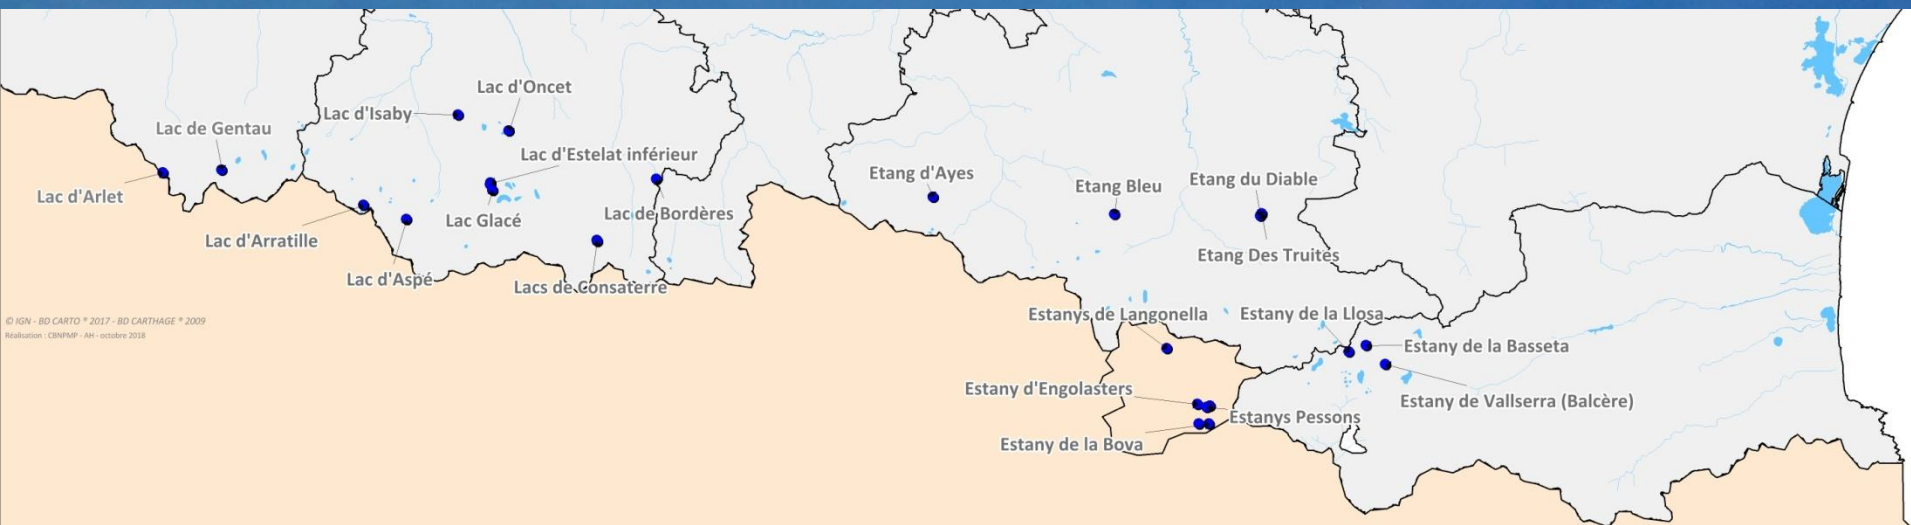 Lac d'Oncet
Lac d'Isaby
Lac de Gentau
Lac d'Estelat inférieur
Etang d'Ayes
Etang Bleu
Etang du Diable
Lac d'Arlet
Lac Glacé
Lac de Bordères
Lac d'Arratille
Etang Des Truites
Lac d'Aspé
Lacs de Consaterre
Estanys de Langonella
Estany de la Llosa
© IGN - BD CARTO ® 2017 - BD CARTHAGE ® 2009
Réalisation : CBNPMP - AH - octobre 2018
Estany de la Basseta
Estany d'Engolasters
Estany de Vallserra (Balcère)
Estanys Pessons
Estany de la Bova